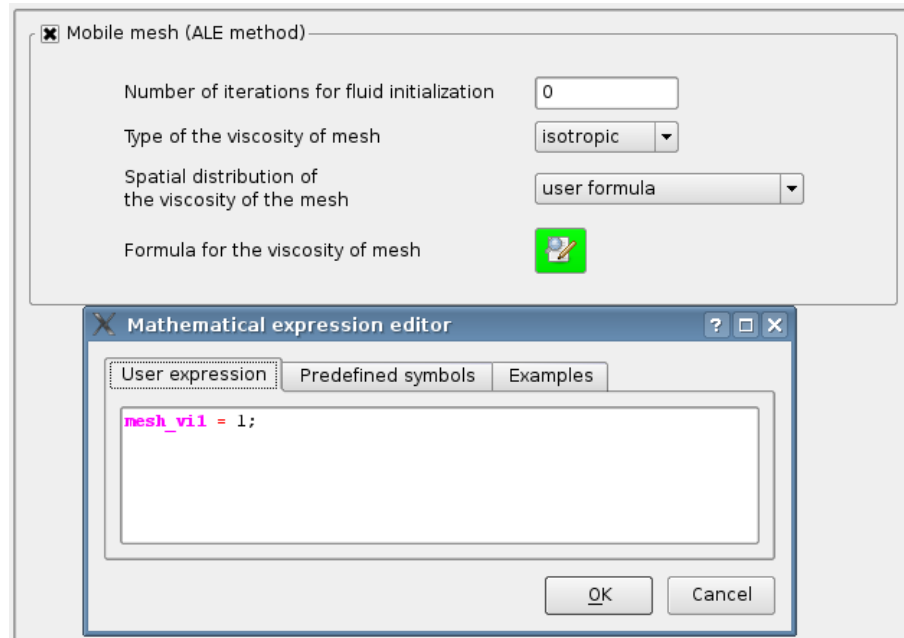 Mobile mesh (ALE method)
Number of iterations for fluid initialization
0
Type of the viscosity of mesh
isotropic
Spatial distribution of
the viscosity of the mesh
user formula
Formula for the viscosity of mesh
Mathematical expression editor
User expression
Predefined symbols
Examples
mesh_vi1 = 1;
OK
Cancel